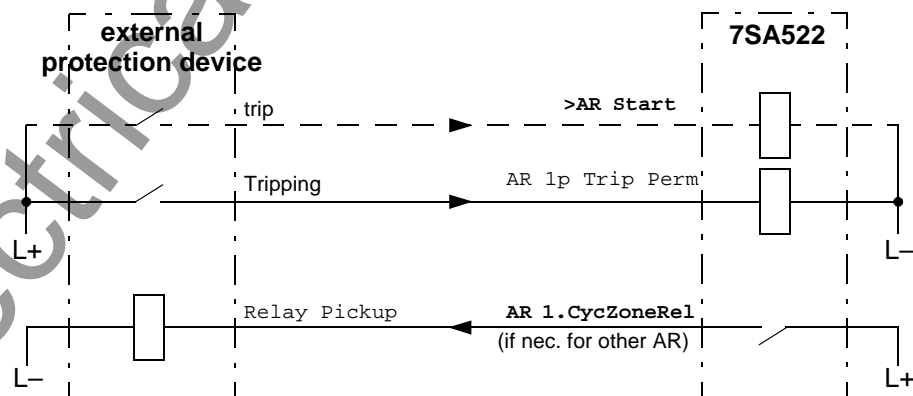 external
protection device
7SA522
trip
>AR Start
Tripping
AR 1p Trip Perm
L+
L–
Relay Pickup
AR 1.CycZoneRel
(if nec. for other AR)
L–
L+